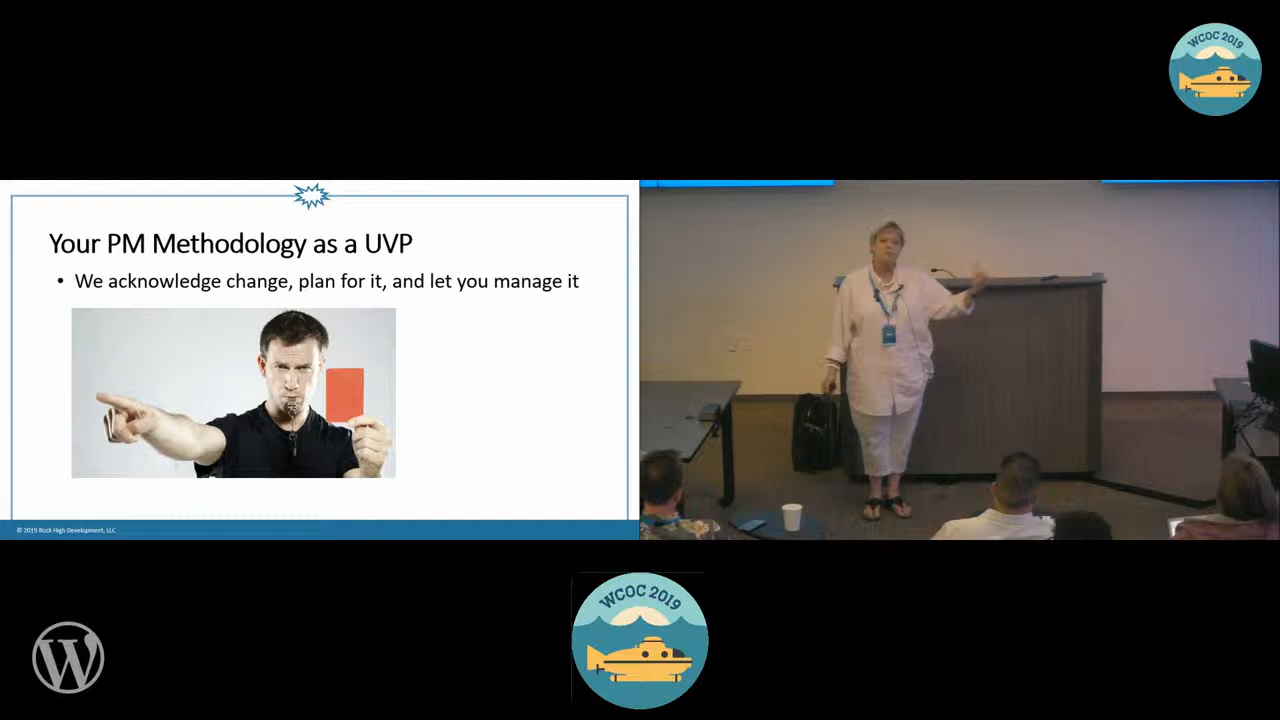 WCOC 2019
Your PM Methodology as a UVP
• We acknowledge change, plan for it, and let you manage it
© 2019 Rock High Development, LLC
WCOC 2019